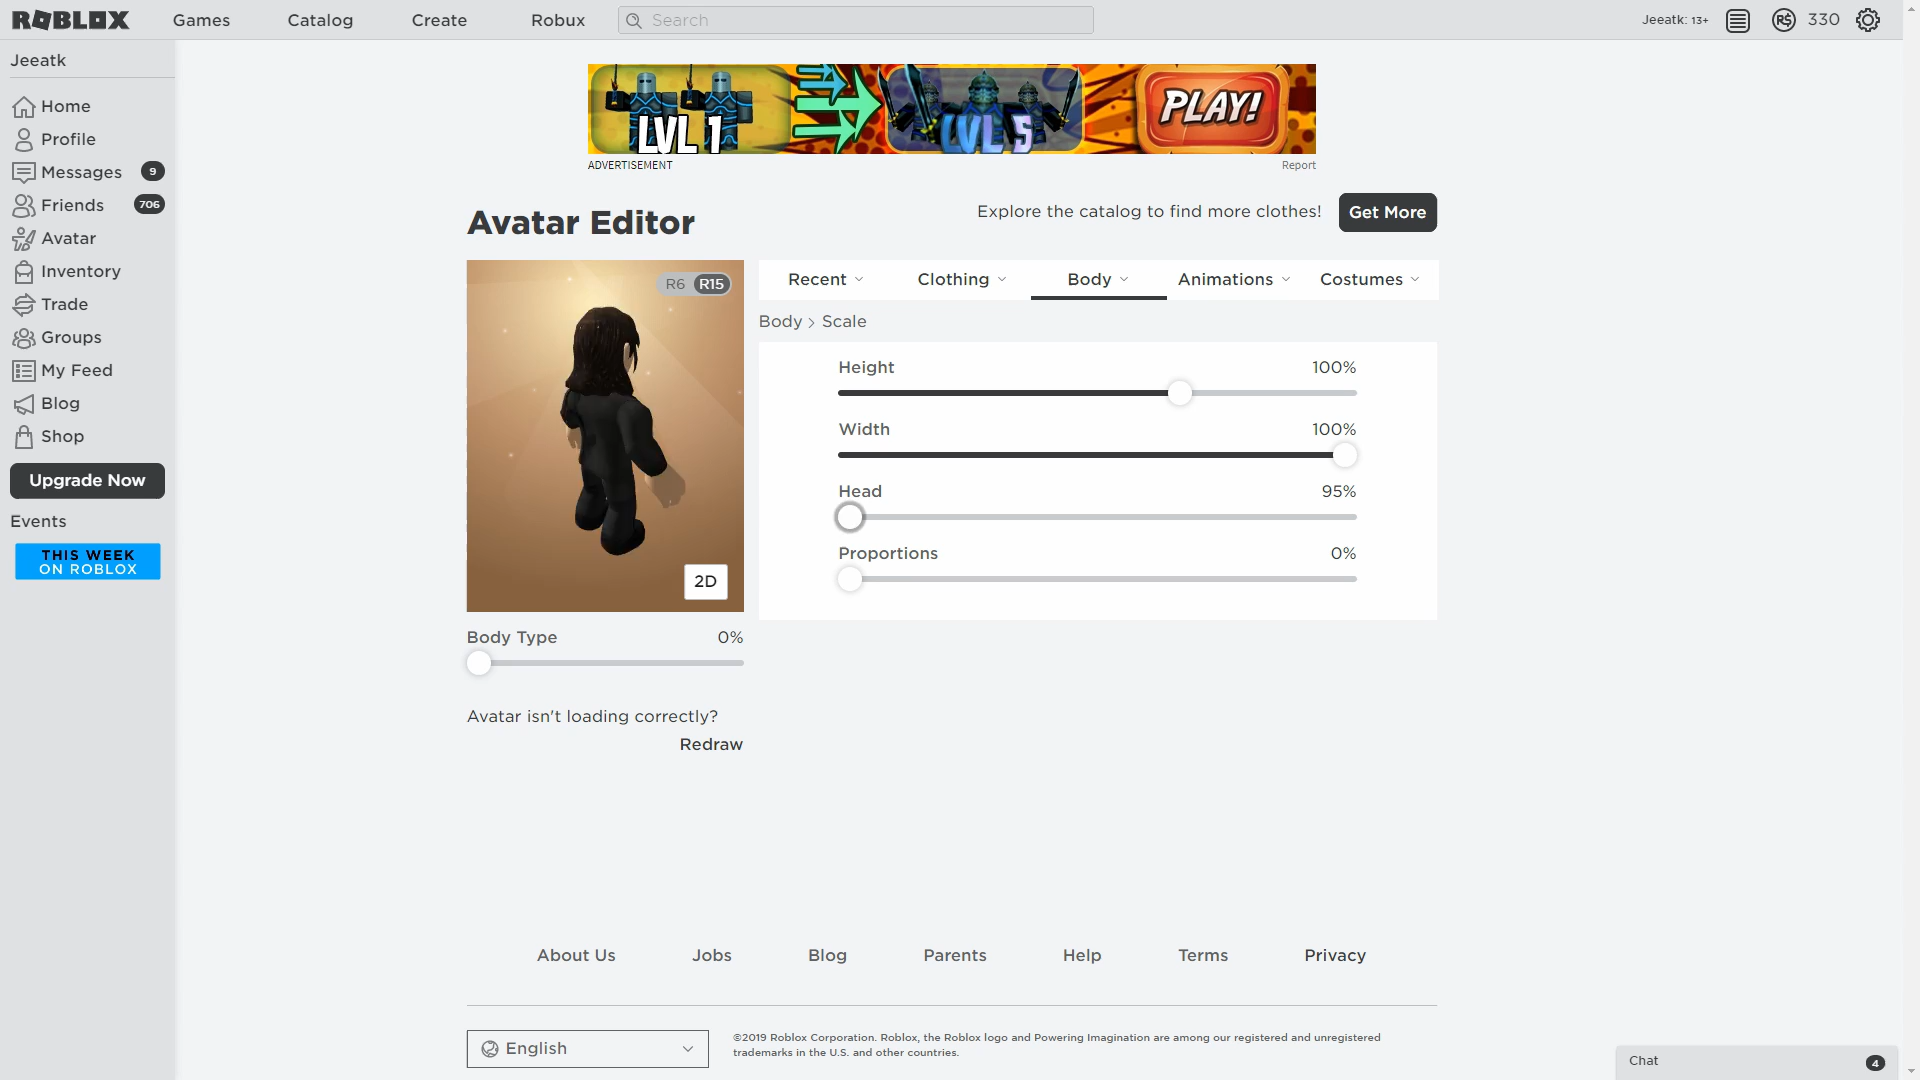 ROBLOX
Games
Catalog
Create
Robux
Search
Jeeatk: 13+
330
Jeeatk
Home
Profile
Messages
9
Friends
706
Avatar
Inventory
Trade
Groups
My Feed
Blog
Shop
Upgrade Now
Events
THIS WEEK
ON ROBLOX
LVL 1
LVL 5
PLAY!
ADVERTISEMENT
Report
Avatar Editor
Explore the catalog to find more clothes!
Get More
R6
R15
2D
Body Type
0%
Avatar isn't loading correctly?
Redraw
Recent
Clothing
Body
Animations
Costumes
Body > Scale
Height
100%
Width
100%
Head
95%
Proportions
0%
About Us
Jobs
Blog
Parents
Help
Terms
Privacy
English
©2019 Roblox Corporation. Roblox, the Roblox logo and Powering Imagination are among our registered and unregistered
trademarks in the U.S. and other countries.
Chat
4